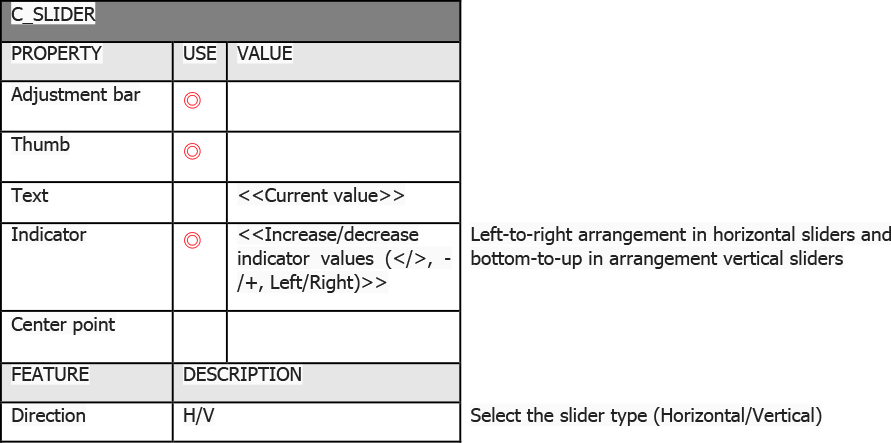 C_SLIDER
PROPERTY USE VALUE
Adjustment bar ◎
Thumb ◎
Text <<Current value>>
Indicator ◎ <<Increase/decrease Left-to-right arrangement in horizontal sliders and
indicator values (</>, - bottom-to-up in arrangement vertical sliders
/+, Left/Right)>>
Center point
FEATURE DESCRIPTION
Direction H/V Select the slider type (Horizontal/Vertical)